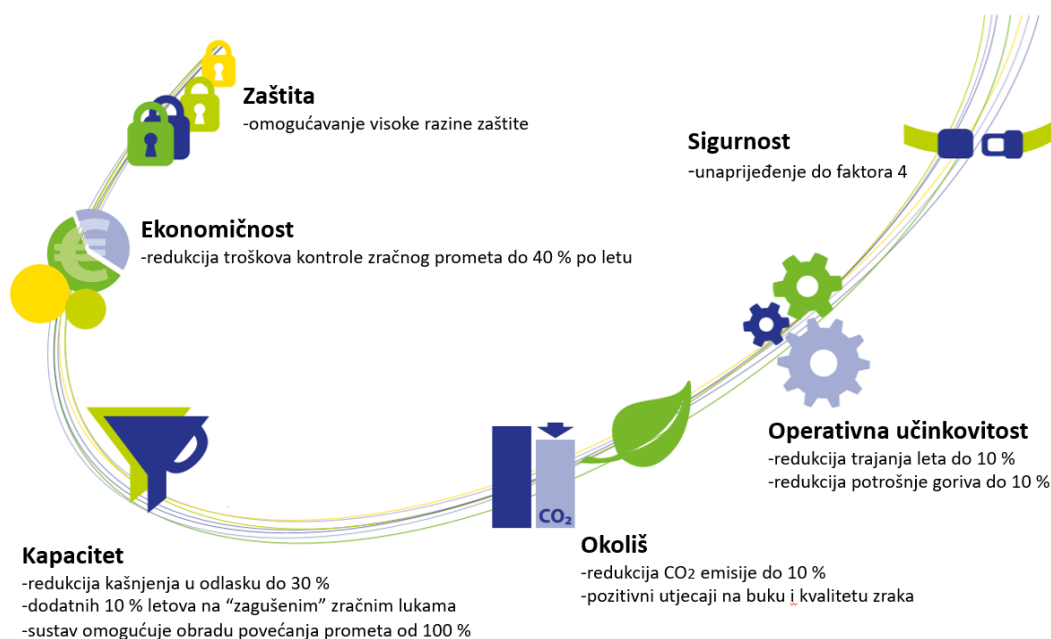 Zaštita
-omogućavanje visoke razine zaštite
Ekonomičnost
-redukcija troškova kontrole zračnog prometa do 40 % po letu
Kapacitet
-redukcija kašnjenja u odlasku do 30 %
-dodatnih 10 % letova na “zagušenim” zračnim lukama
-sustav omogućuje obradu povećanja prometa od 100 %
CO₂
Okoliš
-redukcija CO2 emisije do 10 %
-pozitivni utjecaji na buku i kvalitetu zraka
Operativna učinkovitost
-redukcija trajanja leta do 10 %
-redukcija potrošnje goriva do 10 %
Sigurnost
-unaprijeđenje do faktora 4
€